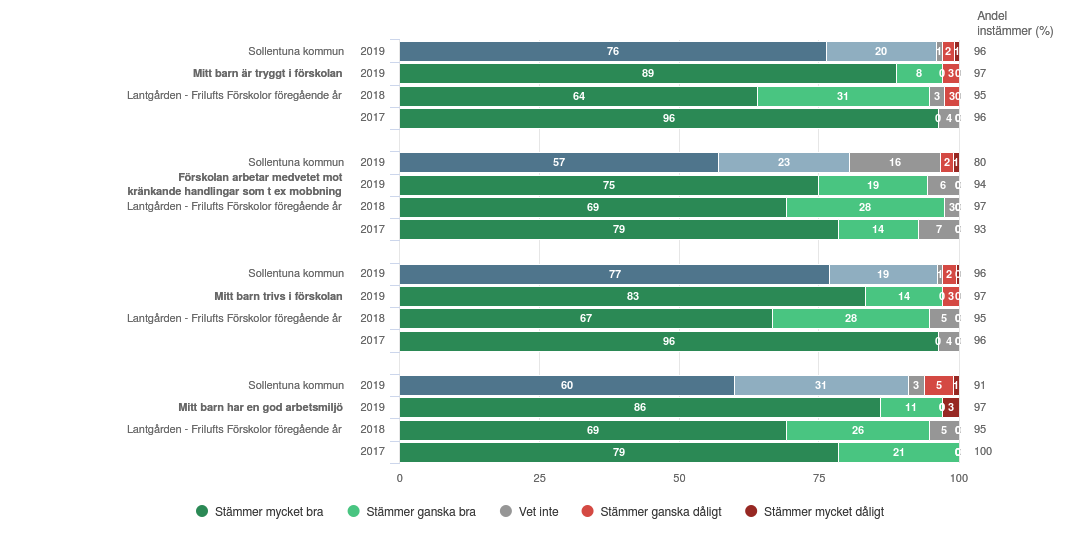 Andel
instämmer (%)
Sollentuna kommun 2019 76 20 1 2 1 96
Mitt barn är tryggt i förskolan 2019 89 8 0 3 0 97
Lantgården - Frilufts Förskolor föregående år 2018 64 31 3 3 0 95
2017 96 0 4 0 96
Sollentuna kommun 2019 57 23 16 2 1 80
Förskolan arbetar medvetet mot
kränkande handlingar som t ex mobbning 2019 75 19 6 0 94
Lantgården - Frilufts Förskolor föregående år 2018 69 28 3 0 97
2017 79 14 7 0 93
Sollentuna kommun 2019 77 19 1 2 0 96
Mitt barn trivs i förskolan 2019 83 14 0 3 0 97
Lantgården - Frilufts Förskolor föregående år 2018 67 28 5 0 95
2017 96 0 4 0 96
Sollentuna kommun 2019 60 31 3 5 1 91
Mitt barn har en god arbetsmiljö 2019 86 11 0 3 97
Lantgården - Frilufts Förskolor föregående år 2018 69 26 5 0 95
2017 79 21 0 100
0 25 50 75 100
Stämmer mycket bra Stämmer ganska bra Vet inte Stämmer ganska dåligt Stämmer mycket dåligt